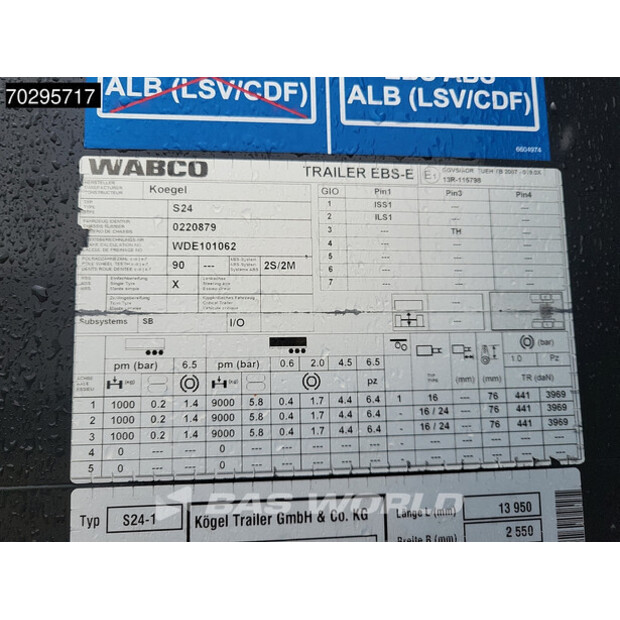 70295717
ALB (LSV/CDF)
EBS ABS
ALB (LSV/CDF)
6604974
WABCO
TRAILER EBS-E
Koegel
S24
0220879
WDE101062
90 --- 2S/2M
X
GIO Pin1 Pin3 Pin4
1 ISS1 --- ---
2 ILS1 --- ---
3 --- TH ---
4 --- --- ---
5 --- --- ---
6 --- --- ---
7 --- --- ---
Subsystems SB I/O
pm (bar) 6.5 pm (bar) 0.6 2.0 4.5 6.5
pz
(bar)
1.0 Pz
(mm) (mm) TR (daN)
1 1000 0.2 1.4 9000 5.8 0.4 1.7 4.4 6.4 1 16 --- 76 441 3969
2 1000 0.2 1.4 9000 5.8 0.4 1.7 4.4 6.4 - 16 / 24 --- 76 441 3969
3 1000 0.2 1.4 9000 5.8 0.4 1.7 4.4 6.4 - 16 / 24 --- 76 441 3969
4 0 --- --- 0 --- --- --- --- --- - --- --- --- --- ---
5 0 --- --- 0 --- --- --- --- --- - --- --- --- --- ---
BAS WORLD
Typ S24-1 Kögel Trailer GmbH & Co. KG Länge L (mm) 13 950
Breite B (mm) 2 550